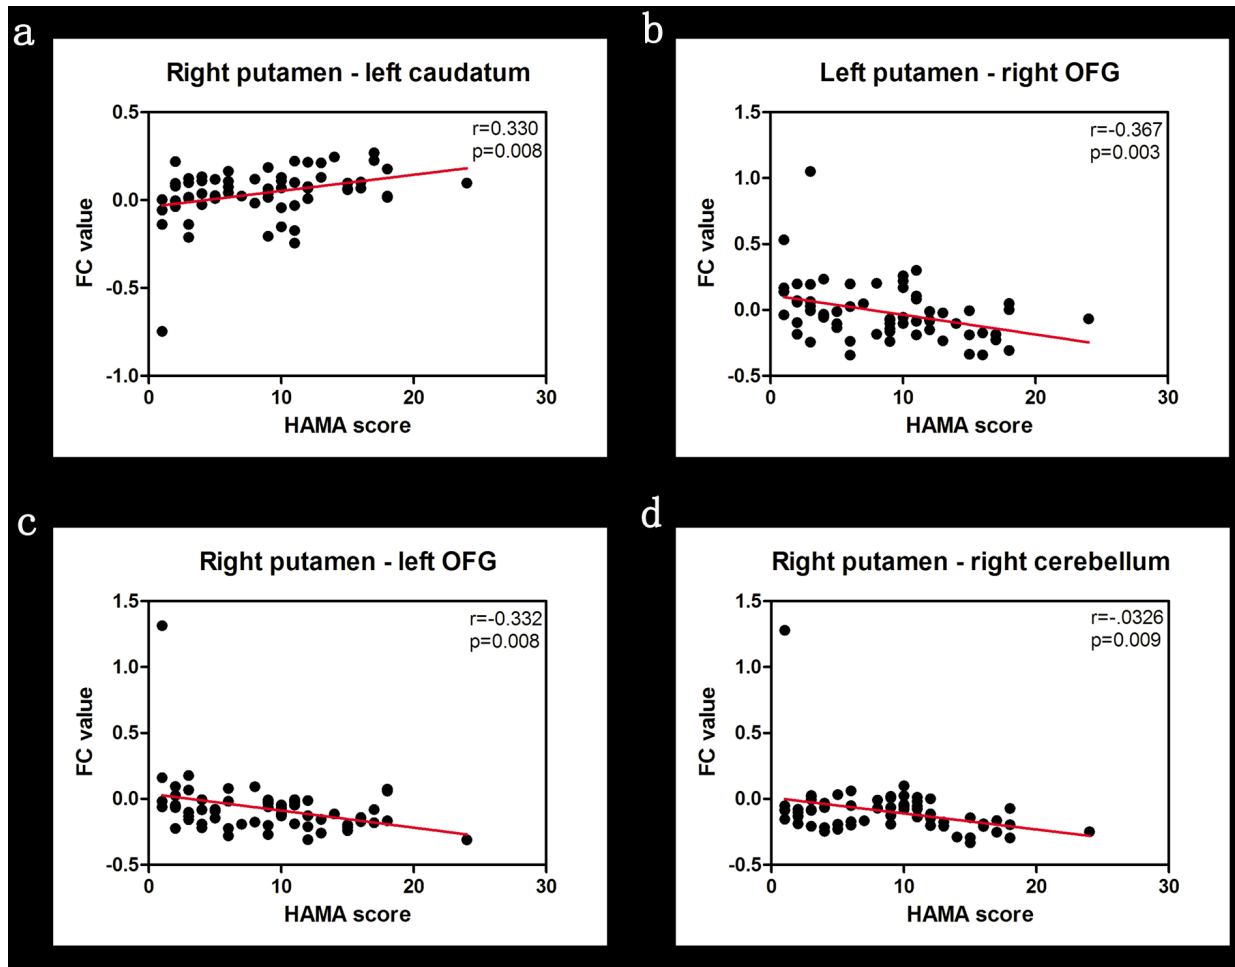 a
Right putamen - left caudatum
r=0.330
p=0.008
0.5
0.0
-0.5
-1.0
FC value
0
10
20
30
HAMA score
b
Left putamen - right OFG
r=-0.367
p=0.003
1.5
1.0
0.5
0.0
-0.5
FC value
0
10
20
30
HAMA score
c
Right putamen - left OFG
r=-0.332
p=0.008
1.5
1.0
0.5
0.0
-0.5
FC value
0
10
20
30
HAMA score
d
Right putamen - right cerebellum
r=-.0326
p=0.009
1.5
1.0
0.5
0.0
-0.5
FC value
0
10
20
30
HAMA score